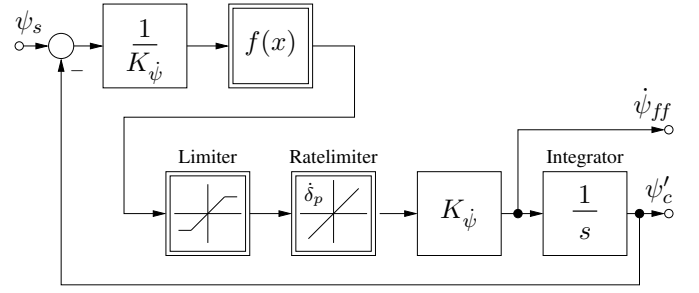 ψ_s
1
K_ψ̇
f(x)
−
ψ̇_ff
Limiter
Ratelimiter
Integrator
δ̇_p
K_ψ̇
1
s
ψ′_c